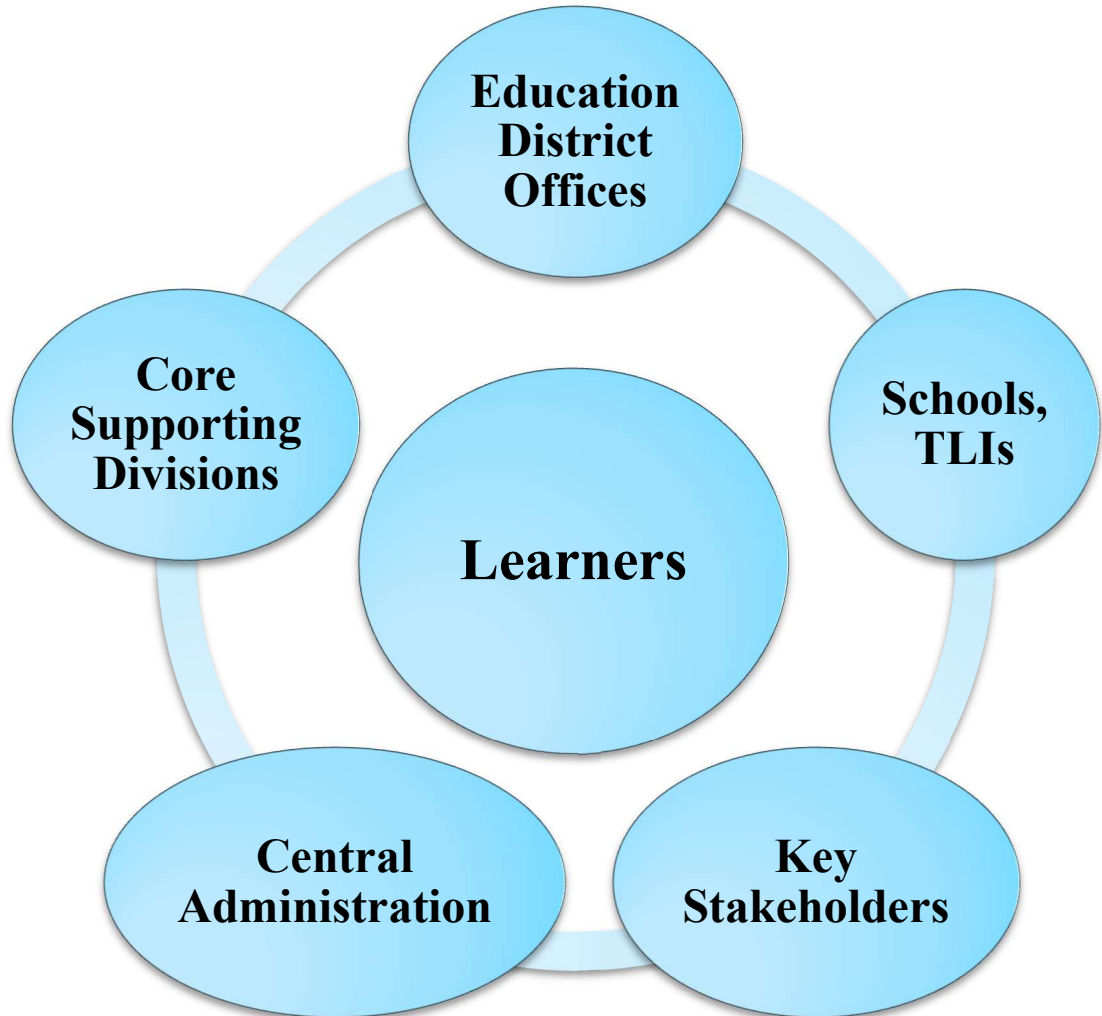 Education
District
Offices
Core
Supporting
Divisions
Schools,
TLIs
Learners
Central
Administration
Key
Stakeholders